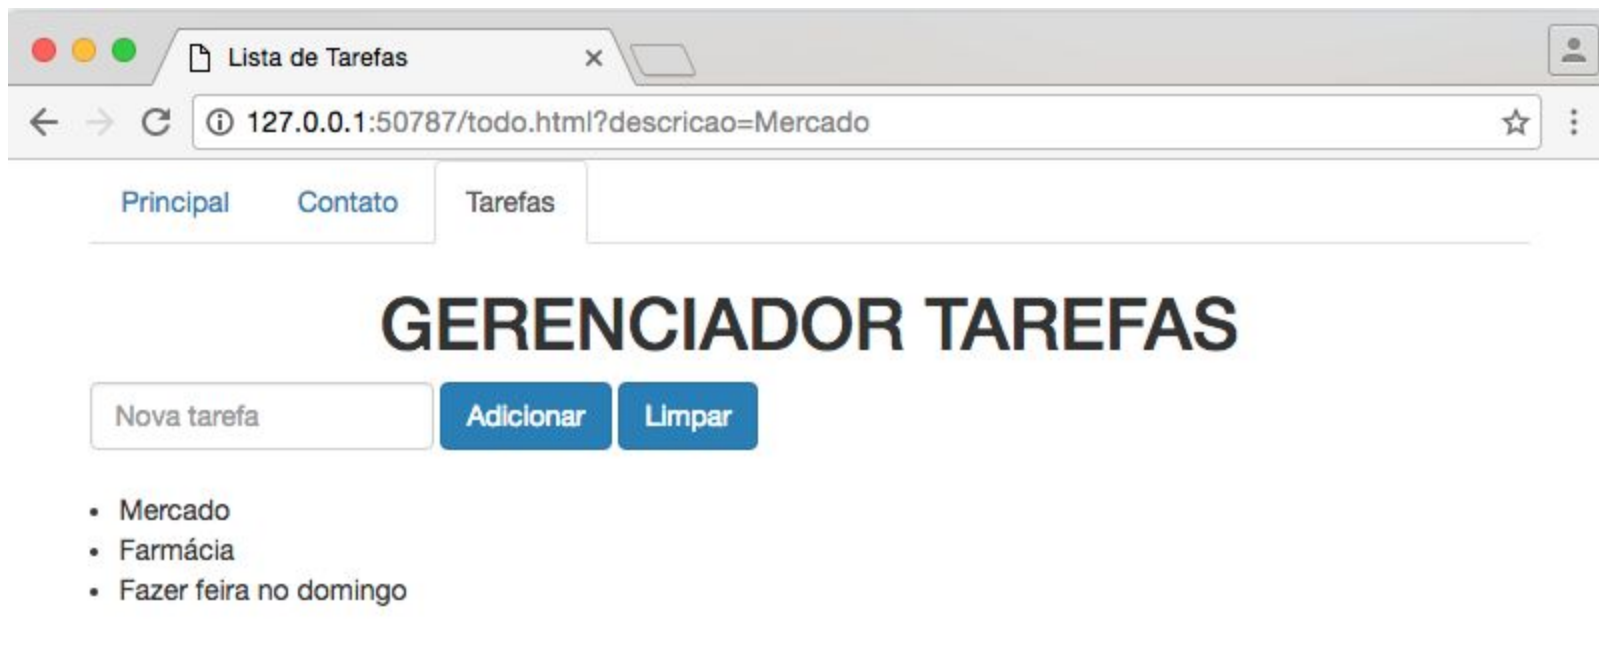 Lista de Tarefas
127.0.0.1:50787/todo.html?descricao=Mercado
Principal Contato Tarefas
GERENCIADOR TAREFAS
Nova tarefa Adicionar Limpar
Mercado
Farmácia
Fazer feira no domingo